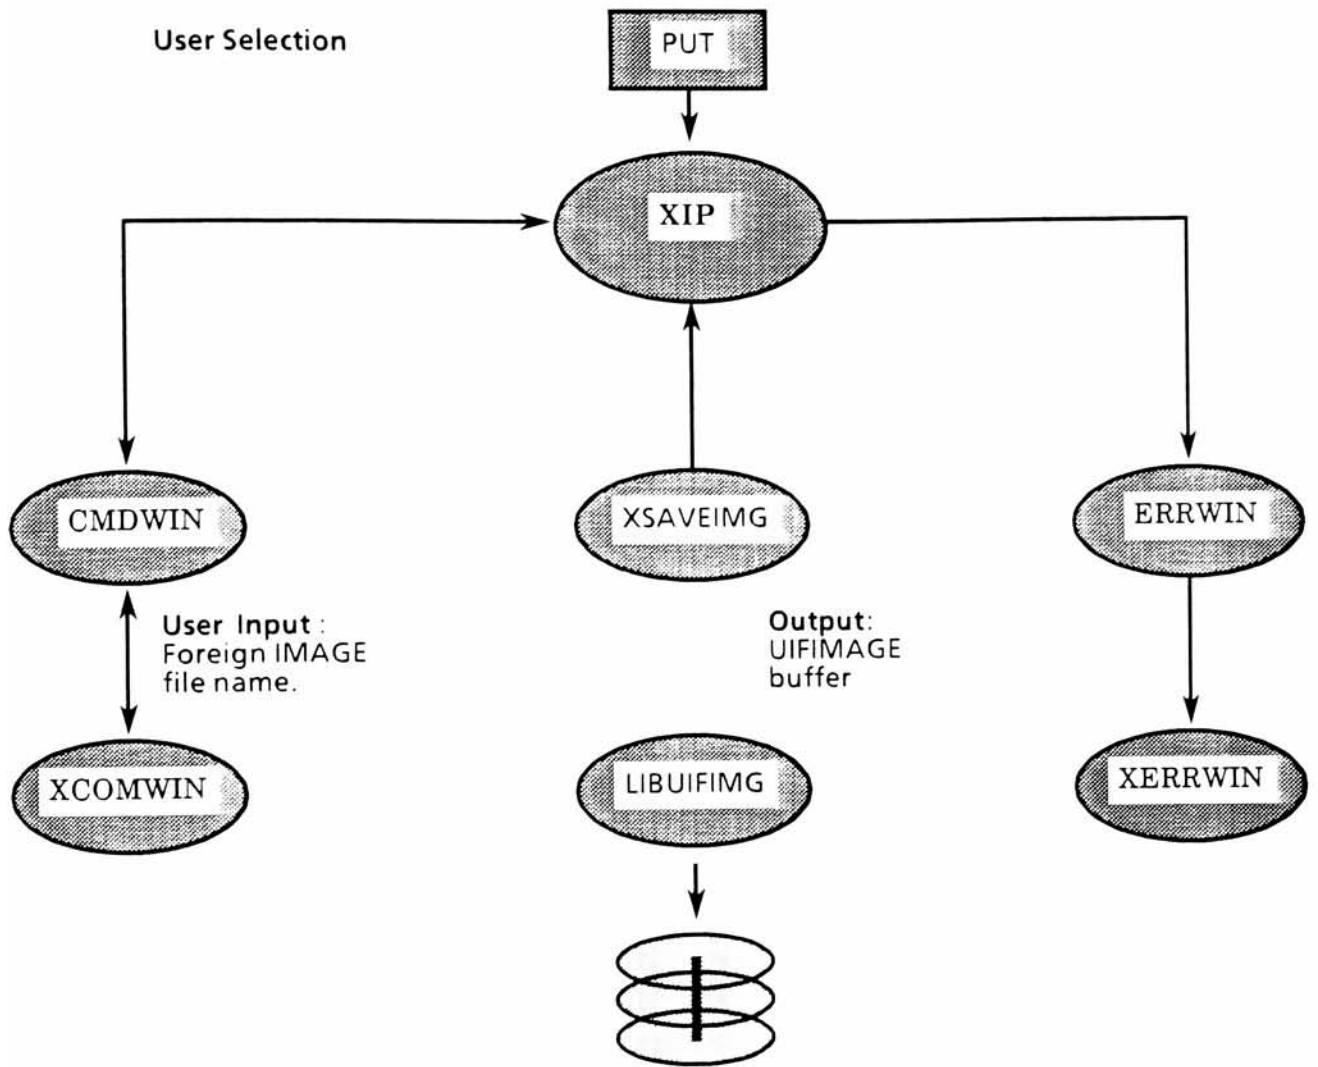 User Selection
PUT
XIP
CMDWIN
XSAVEIMG
ERRWIN
User Input :
Foreign IMAGE
file name.
Output:
UIFIMAGE
buffer
XCOMWIN
LIBUIFIMG
XERRWIN